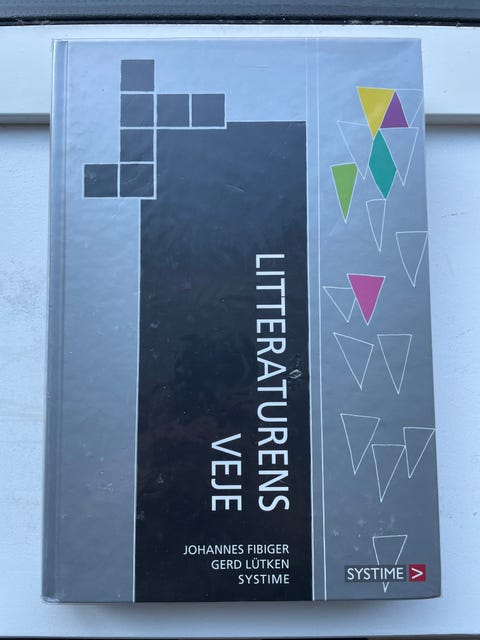 LITTERATURENS
VEJE
JOHANNES FIBIGER
GERD LÜTKEN
SYSTIME
SYSTIME >